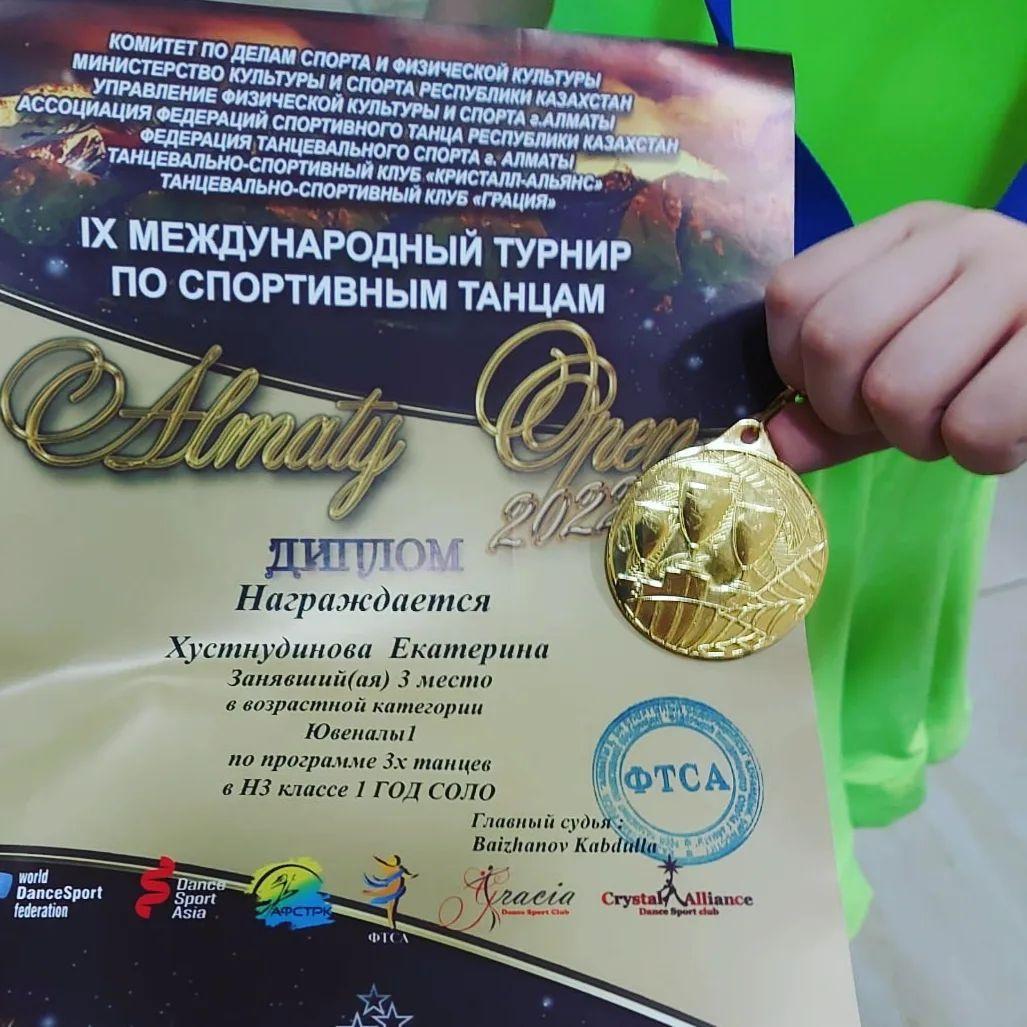 КОМИТЕТ ПО ДЕЛАМ СПОРТА И ФИЗИЧЕСКОЙ КУЛЬТУРЫ
МИНИСТЕРСТВО КУЛЬТУРЫ И СПОРТА РЕСПУБЛИКИ КАЗАХСТАН
УПРАВЛЕНИЕ ФИЗИЧЕСКОЙ КУЛЬТУРЫ И СПОРТА г.АЛМАТЫ
АССОЦИАЦИЯ ФЕДЕРАЦИЙ СПОРТИВНОГО ТАНЦА РЕСПУБЛИКИ КАЗАХСТАН
ФЕДЕРАЦИЯ ТАНЦЕВАЛЬНОГО СПОРТА г. АЛМАТЫ
ТАНЦЕВАЛЬНО-СПОРТИВНЫЙ КЛУБ «КРИСТАЛЛ-АЛЬЯНС»
ТАНЦЕВАЛЬНО-СПОРТИВНЫЙ КЛУБ «ГРАЦИЯ»
IX МЕЖДУНАРОДНЫЙ ТУРНИР
ПО СПОРТИВНЫМ ТАНЦАМ
Almaty Open
2022
ДИПЛОМ
Награждается
Хустнудинова Екатерина
Занявший(ая) 3 место
в возрастной категории
Ювеналы1
по программе 3х танцев
в Н3 классе 1 ГОД СОЛО
ФТСА
Главный судья :
Baizhanov Kabdulla
world
DanceSport
federation
Dance
Sport
Asia
АФСТРК
ФТСА
Gracia
Dance Sport Club
Crystal Alliance
Dance Sport club